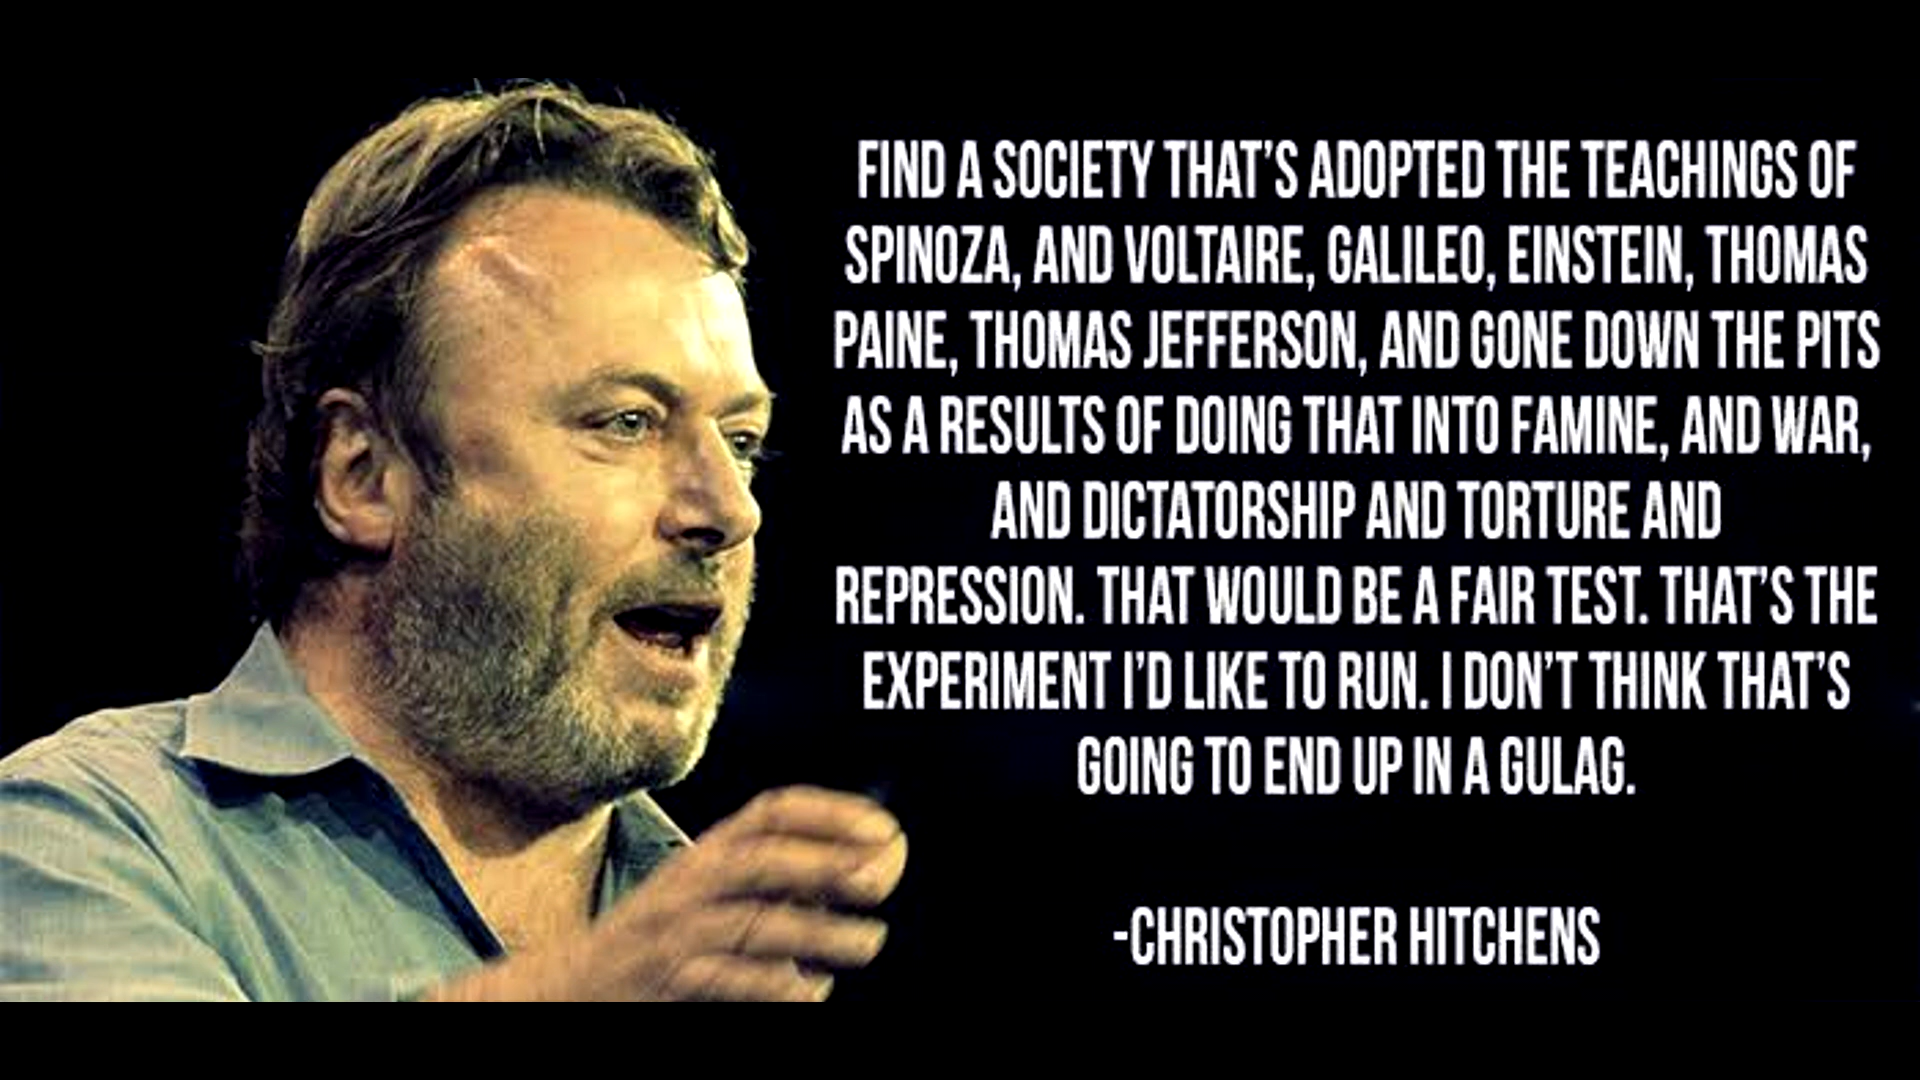 FIND A SOCIETY THAT'S ADOPTED THE TEACHINGS OF
SPINOZA, AND VOLTAIRE, GALILEO, EINSTEIN, THOMAS
PAINE, THOMAS JEFFERSON, AND GONE DOWN THE PITS
AS A RESULTS OF DOING THAT INTO FAMINE, AND WAR,
AND DICTATORSHIP AND TORTURE AND
REPRESSION. THAT WOULD BE A FAIR TEST. THAT'S THE
EXPERIMENT I'D LIKE TO RUN. I DON'T THINK THAT'S
GOING TO END UP IN A GULAG.
-CHRISTOPHER HITCHENS